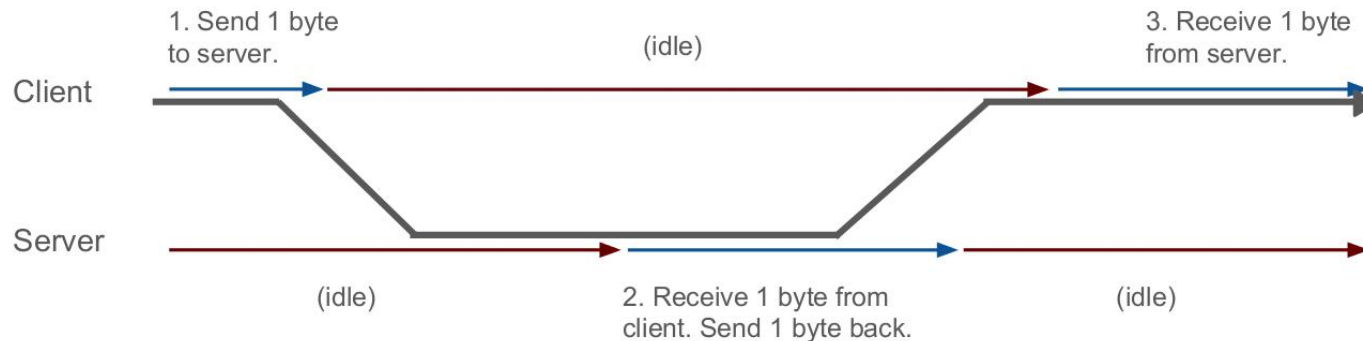 1. Send 1 byte
to server.
(idle)
3. Receive 1 byte
from server.
Client
Server
(idle)
2. Receive 1 byte from
client. Send 1 byte back.
(idle)